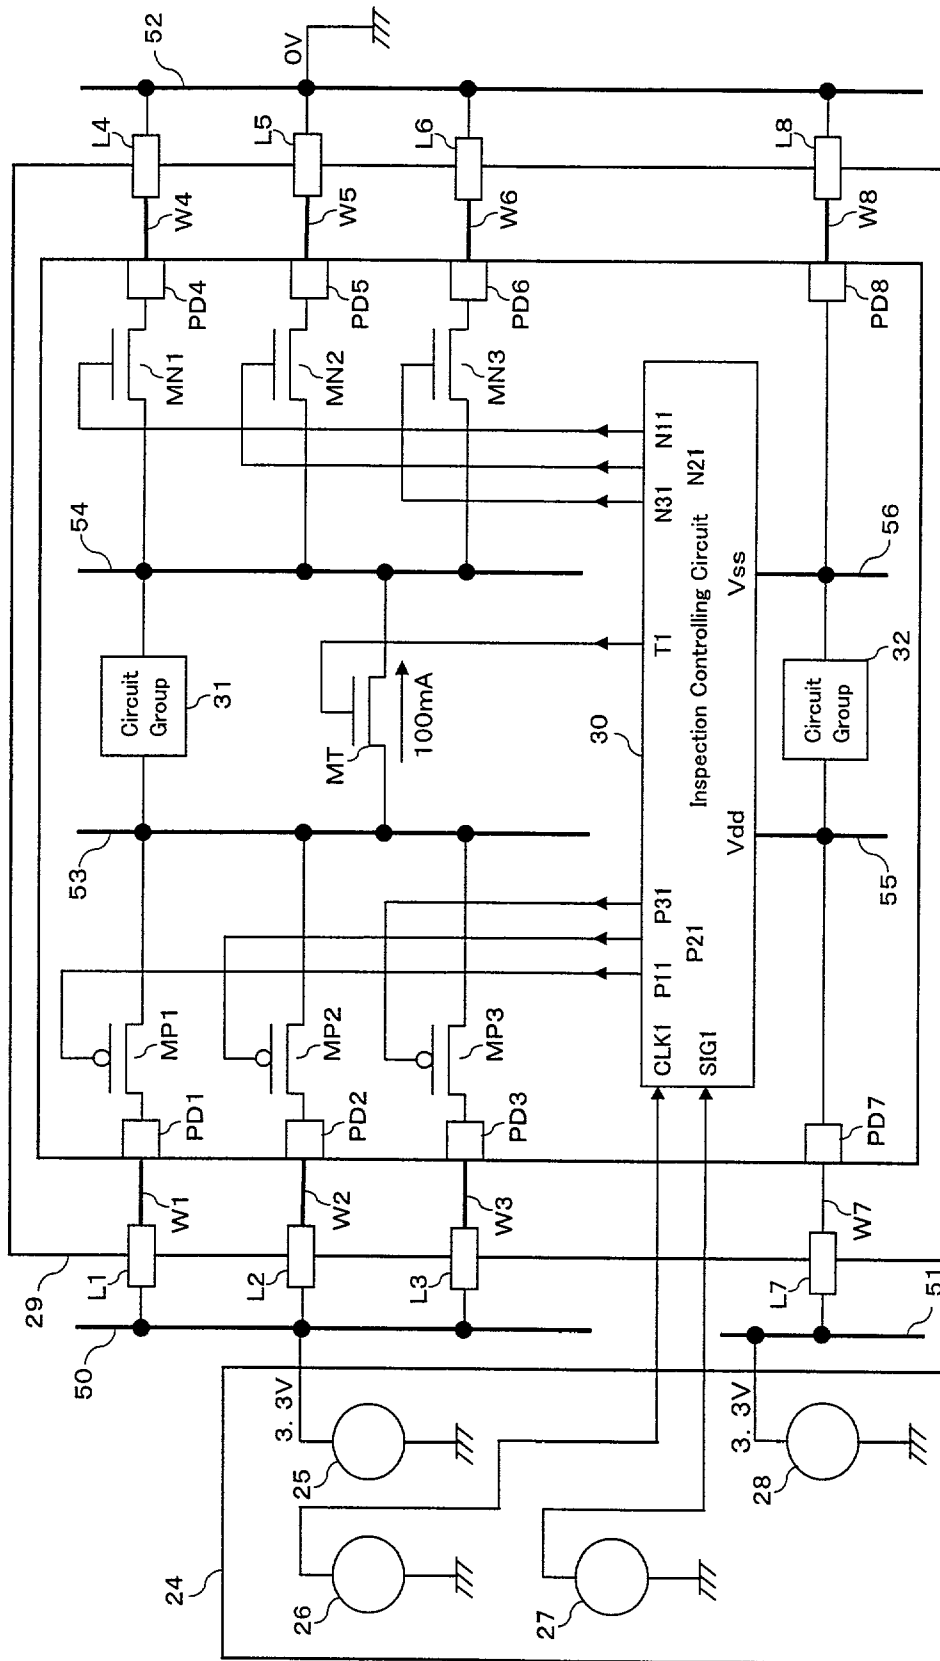 24
26
27
25
3. 3V
28
3. 3V
50
51
29
L1
L2
L3
L7
W1
W2
W3
W7
PD1
PD2
PD3
PD7
MP1
MP2
MP3
CLK1
SIG1
P11
P21
P31
53
Vdd
55
Circuit
Group
31
MT
100mA
30
Inspection Controlling Circuit
T1
Circuit
Group
32
54
Vss
56
N31
N21
N11
MN1
MN2
MN3
PD4
PD5
PD6
PD8
W4
W5
W6
W8
L4
L5
L6
L8
52
0V